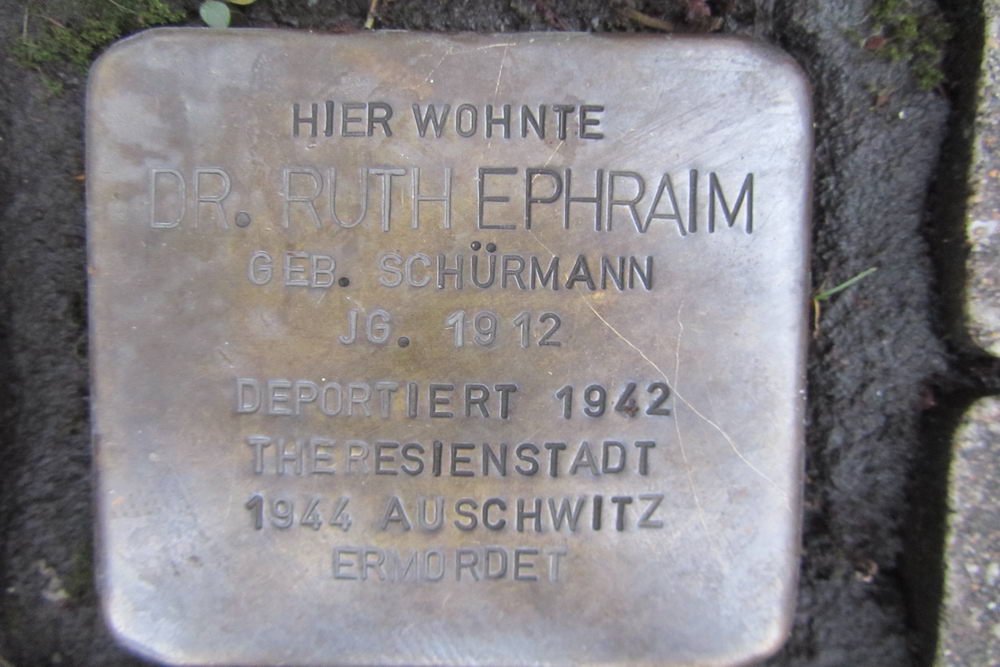 HIER WOHNTE
DR. RUTH EPHRAIM
GEB. SCHÜRMANN
JG. 1912
DEPORTIERT 1942
THERESIENSTADT
1944 AUSCHWITZ
ERMORDET